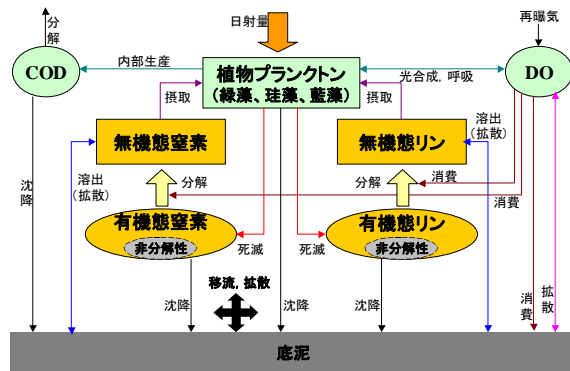 日射量
再曝気
分解
COD
内部生産
植物プランクトン
(緑藻、珪藻、藍藻)
光合成, 呼吸
DO
摂取
摂取
無機態窒素
無機態リン
溶出
(拡散)
溶出
(拡散)
沈降
分解
分解
消費
消費
有機態窒素
非分解性
死滅
有機態リン
非分解性
死滅
移流, 拡散
沈降
沈降
沈降
消費
拡散
底泥